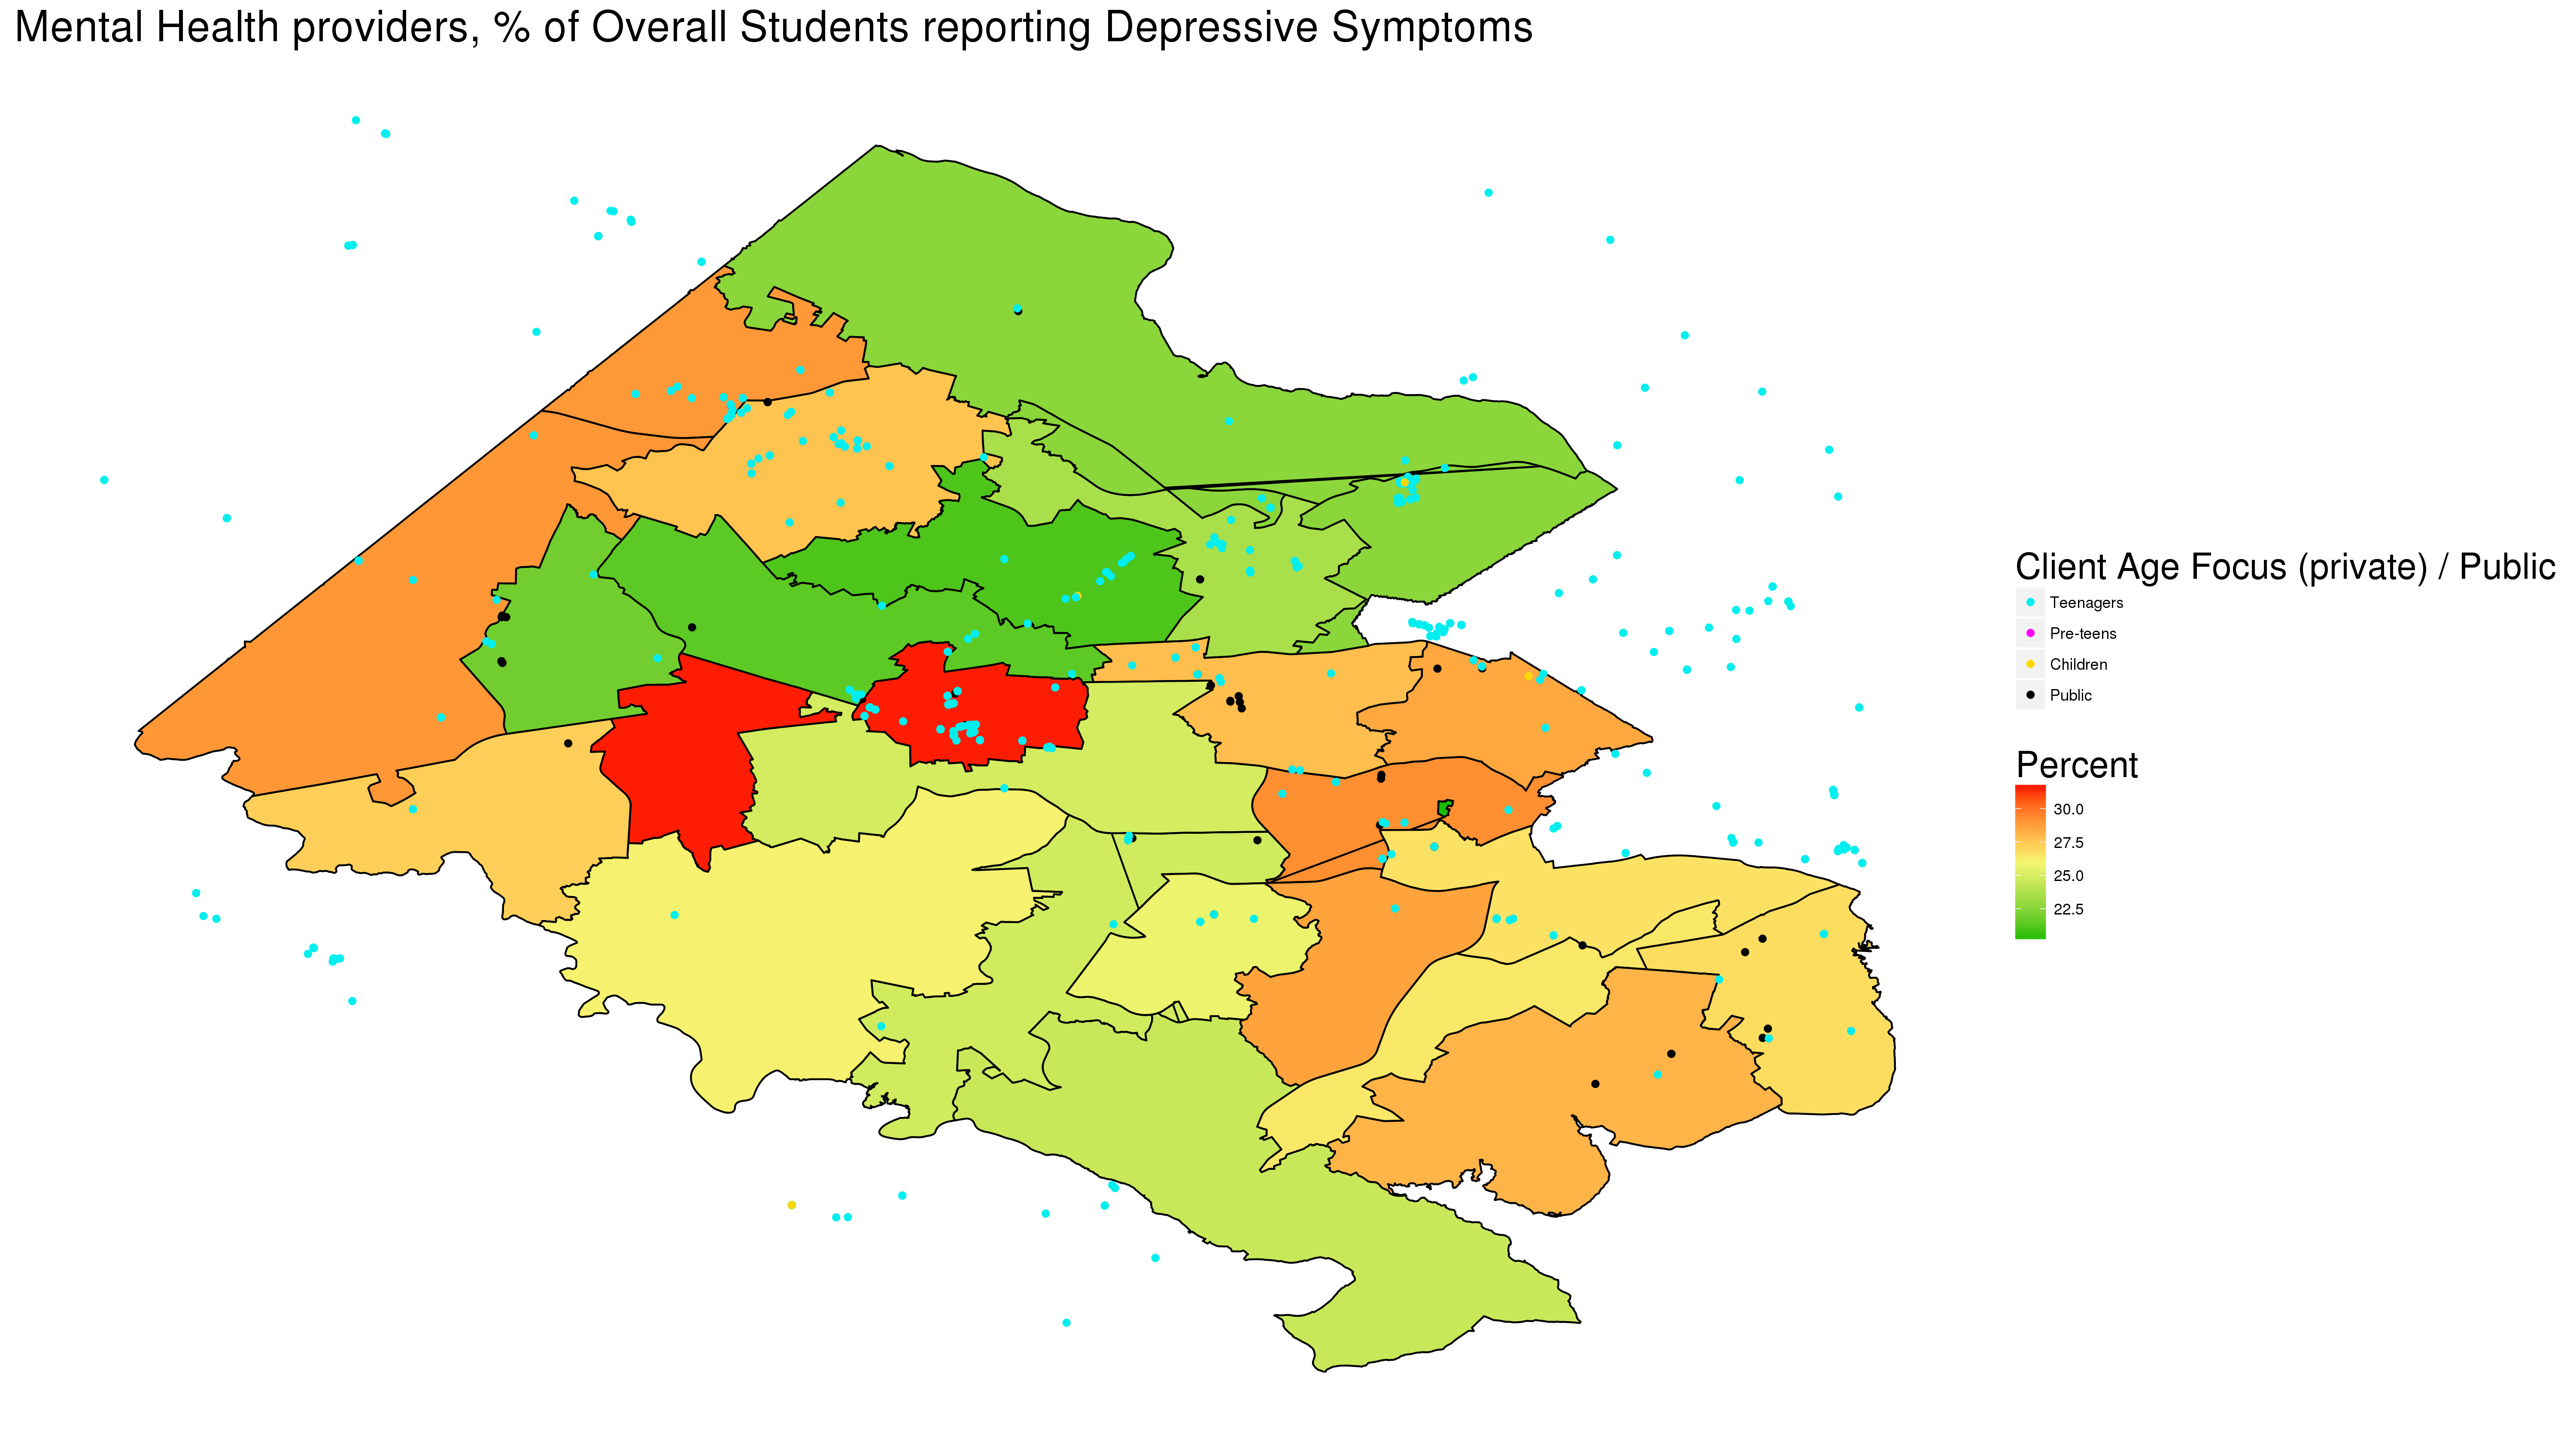 Mental Health providers, % of Overall Students reporting Depressive Symptoms
Client Age Focus (private) / Public
Teenagers
Pre-teens
Children
Public
Percent
30.0
27.5
25.0
22.5